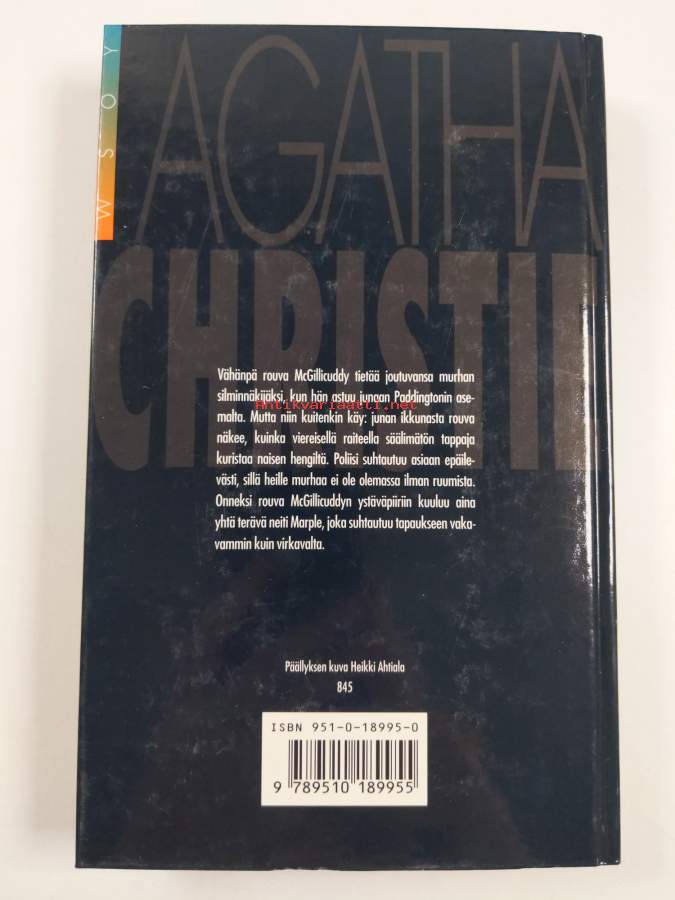 WSOY
AGATHA
CHRISTIE
Vähänpä rouva McGillicuddy tietää joutuvansa murhan
silminnäkijäksi, kun hän astuu junaan Paddingtonin ase-
Antikvariaatti.net
malta. Mutta niin kuitenkin käy: junan ikkunasta rouva
näkee, kuinka viereisellä raiteella säälimätön tappaja
kuristaa naisen hengiltä. Poliisi suhtautuu asiaan epäile-
västi, sillä heille murhaa ei ole olemassa ilman ruumista.
Onneksi rouva McGillicuddyn ystäväpiiriin kuuluu aina
yhtä terävä neiti Marple, joka suhtautuu tapaukseen vaka-
vammin kuin virkavalta.
Päällyksen kuva Heikki Ahtiala
845
ISBN 951-0-18995-0
9 789510 189955